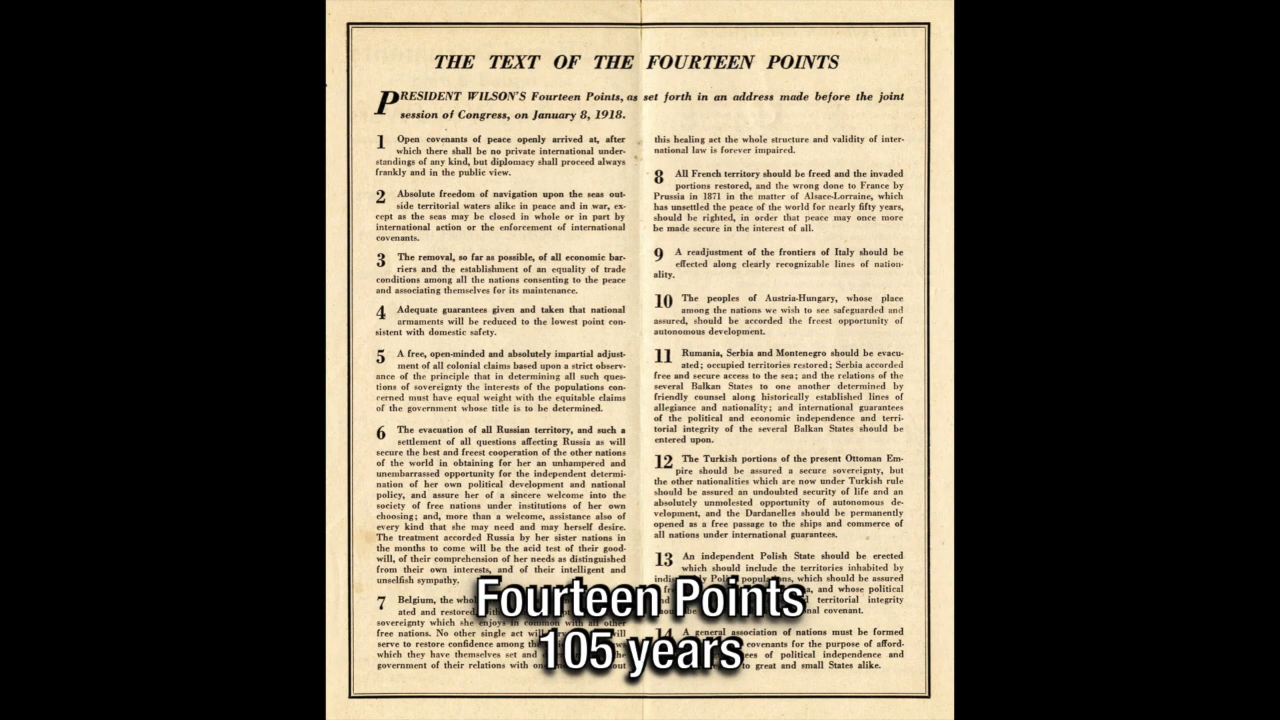 THE TEXT OF THE FOURTEEN POINTS
PRESIDENT WILSON'S Fourteen Points, as set forth in an address made before the joint
session of Congress, on January 8, 1918.
1 Open covenants of peace openly arrived at, after
which there shall be no private international under-
standings of any kind, but diplomacy shall proceed always
frankly and in the public view.
2 Absolute freedom of navigation upon the seas out-
side territorial waters alike in peace and in war, ex-
cept as the seas may be closed in whole or in part by
international action or the enforcement of international
covenants.
3 The removal, so far as possible, of all economic bar-
riers and the establishment of an equality of trade
conditions among all the nations consenting to the peace
and associating themselves for its maintenance.
4 Adequate guarantees given and taken that national
armaments will be reduced to the lowest point con-
sistent with domestic safety.
5 A free, open-minded and absolutely impartial adjust-
ment of all colonial claims based upon a strict observ-
ance of the principle that in determining all such ques-
tions of sovereignty the interests of the populations con-
cerned must have equal weight with the equitable claims
of the government whose title is to be determined.
6 The evacuation of all Russian territory, and such a
settlement of all questions affecting Russia as will
secure the best and freest cooperation of the other nations
of the world in obtaining for her an unhampered and
unembarrassed opportunity for the independent determi-
nation of her own political development and national
policy, and assure her of a sincere welcome into the
society of free nations under institutions of her own
choosing; and, more than a welcome, assistance also of
every kind that she may need and may herself desire.
The treatment accorded Russia by her sister nations in
the months to come will be the acid test of their good-
will, of their comprehension of her needs as distinguished
from their own interests, and of their intelligent and
unselfish sympathy.
7 Belgium, the
ated and restored,
sovereignty which she enjoys in common with all other
free nations. No other single act will
serve to restore confidence among the
which they have themselves set and
government of their relations with
this healing act the whole structure and validity of inter-
national law is forever impaired.
8 All French territory should be freed and the invaded
portions restored, and the wrong done to France by
Prussia in 1871 in the matter of Alsace-Lorraine, which
has unsettled the peace of the world for nearly fifty years,
should be righted, in order that peace may once more
be made secure in the interest of all.
9 A readjustment of the frontiers of Italy should be
effected along clearly recognizable lines of nation-
ality.
10 The peoples of Austria-Hungary, whose place
among the nations we wish to see safeguarded and
assured, should be accorded the freest opportunity of
autonomous development.
11 Rumania, Serbia and Montenegro should be evacu-
ated; occupied territories restored; Serbia accorded
free and secure access to the sea; and the relations of the
several Balkan States to one another determined by
friendly counsel along historically established lines of
allegiance and nationality; and international guarantees
of the political and economic independence and terri-
torial integrity of the several Balkan States should be
entered upon.
12 The Turkish portions of the present Ottoman Em-
pire should be assured a secure sovereignty, but
the other nationalities which are now under Turkish rule
should be assured an undoubted security of life and an
absolutely unmolested opportunity of autonomous de-
velopment, and the Dardanelles should be permanently
opened as a free passage to the ships and commerce of
all nations under international guarantees.
13 An independent Polish State should be erected
which should include the territories inhabited by
which should be assured
and whose political
territorial integrity
covenant.
14 A general association of nations must be formed
covenants for the purpose of afford-
of political independence and
to great and small States alike.
Fourteen Points
105 years